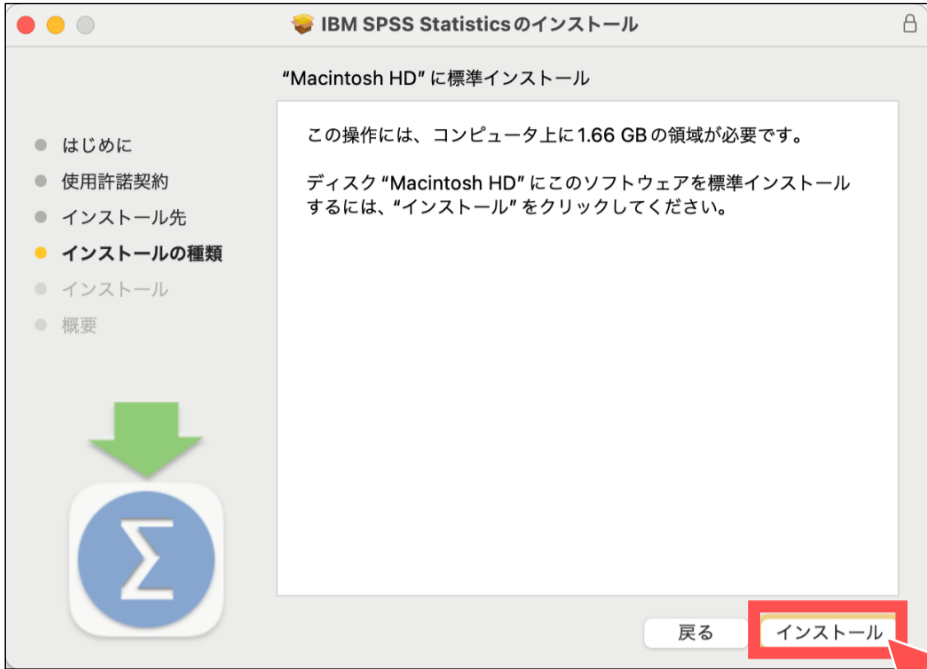 IBM SPSS Statisticsのインストール
“Macintosh HD” に標準インストール
はじめに
使用許諾契約
インストール先
インストールの種類
インストール
概要
この操作には、コンピュータ上に1.66 GBの領域が必要です。
ディスク “Macintosh HD” にこのソフトウェアを標準インストール
するには、“インストール” をクリックしてください。
Σ
戻る
インストール